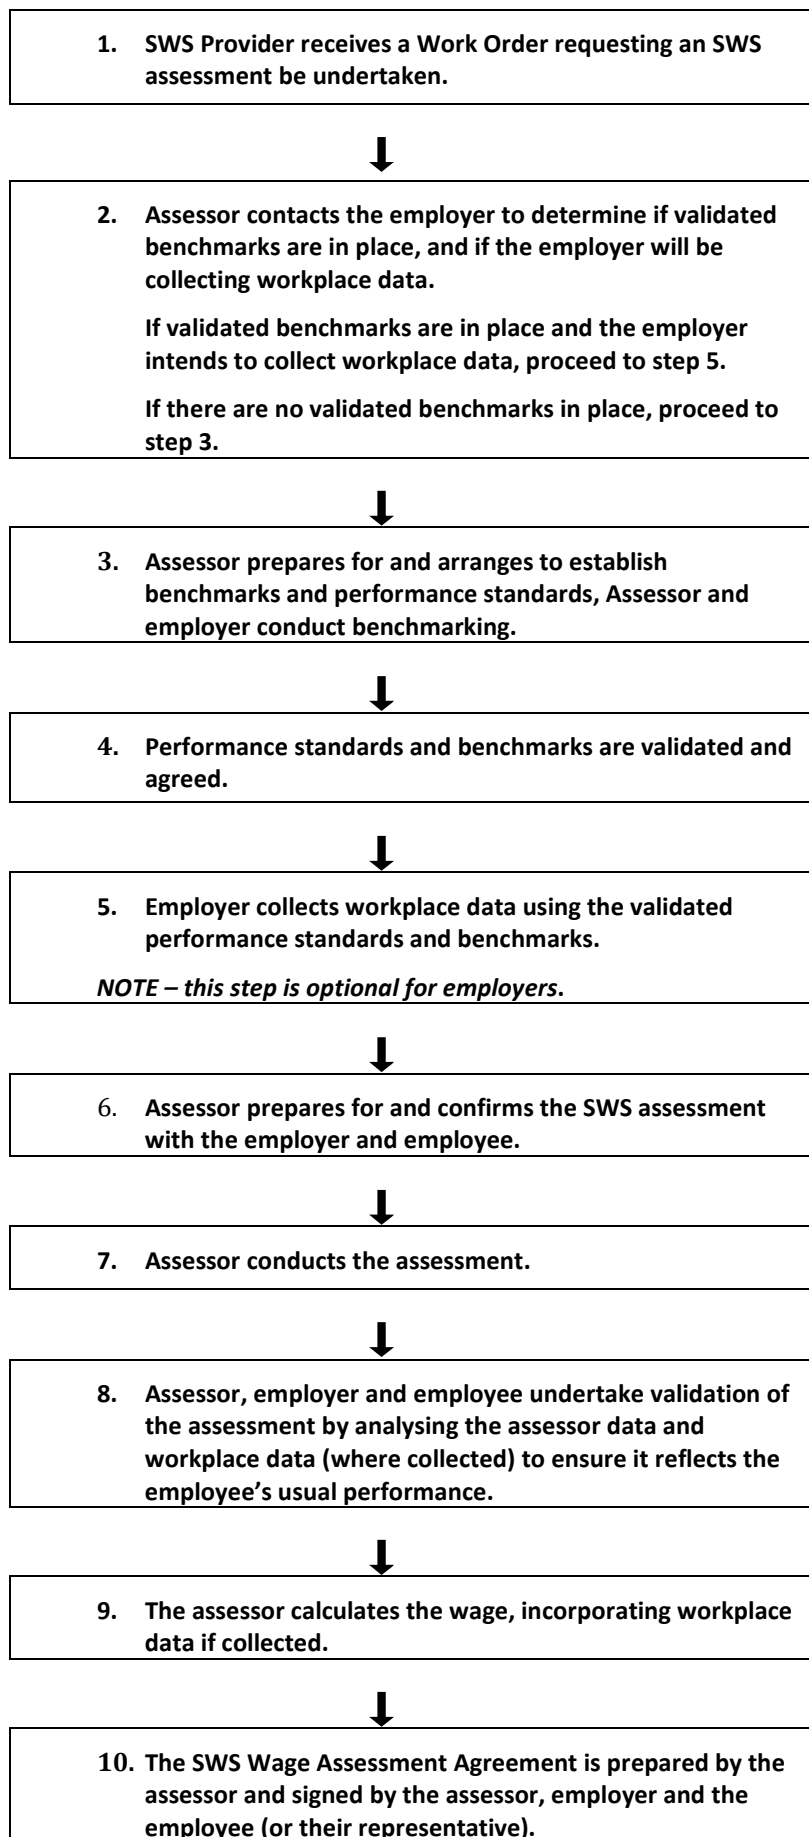 1. SWS Provider receives a Work Order requesting an SWS
assessment be undertaken.
2. Assessor contacts the employer to determine if validated
benchmarks are in place, and if the employer will be
collecting workplace data.
If validated benchmarks are in place and the employer
intends to collect workplace data, proceed to step 5.
If there are no validated benchmarks in place, proceed to
step 3.
3. Assessor prepares for and arranges to establish
benchmarks and performance standards, Assessor and
employer conduct benchmarking.
4. Performance standards and benchmarks are validated and
agreed.
5. Employer collects workplace data using the validated
performance standards and benchmarks.
NOTE – this step is optional for employers.
6. Assessor prepares for and confirms the SWS assessment
with the employer and employee.
7. Assessor conducts the assessment.
8. Assessor, employer and employee undertake validation of
the assessment by analysing the assessor data and
workplace data (where collected) to ensure it reflects the
employee’s usual performance.
9. The assessor calculates the wage, incorporating workplace
data if collected.
10. The SWS Wage Assessment Agreement is prepared by the
assessor and signed by the assessor, employer and the
employee (or their representative).